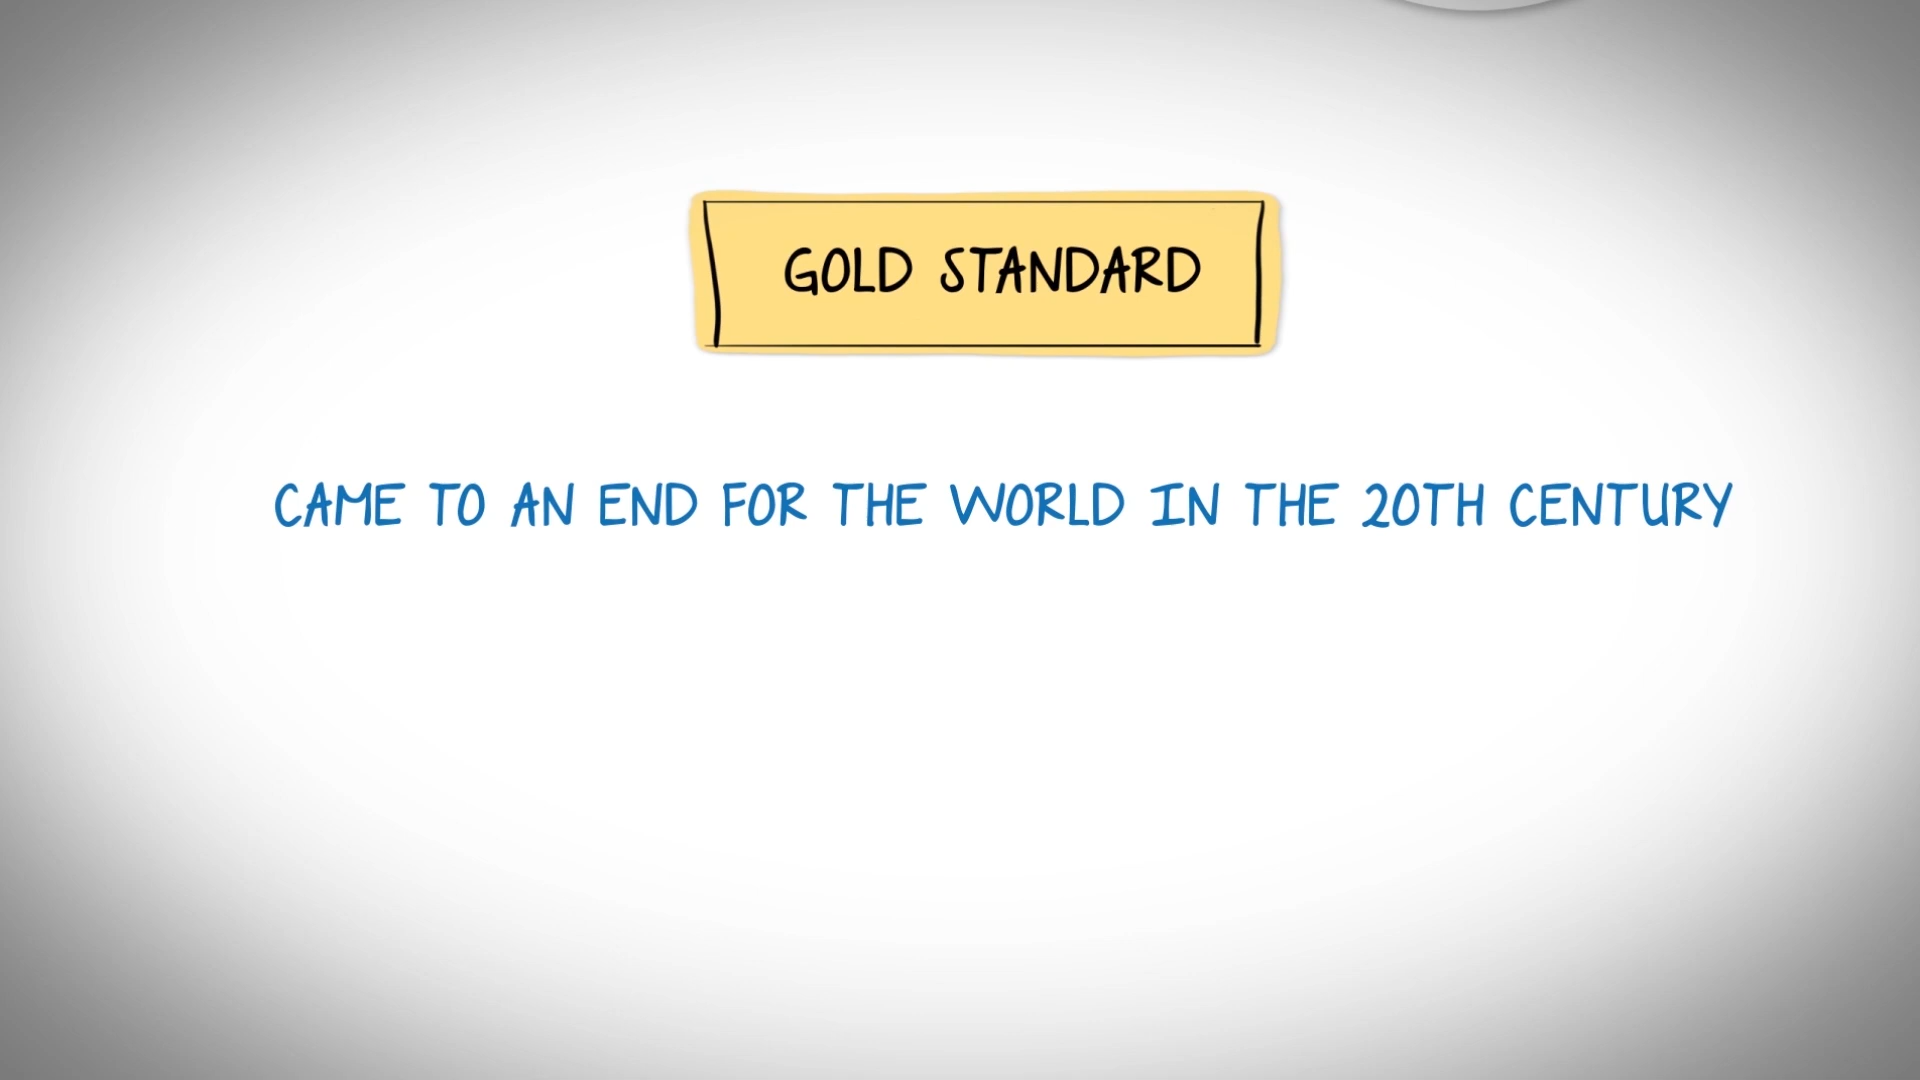 GOLD STANDARD
CAME TO AN END FOR THE WORLD IN THE 20TH CENTURY